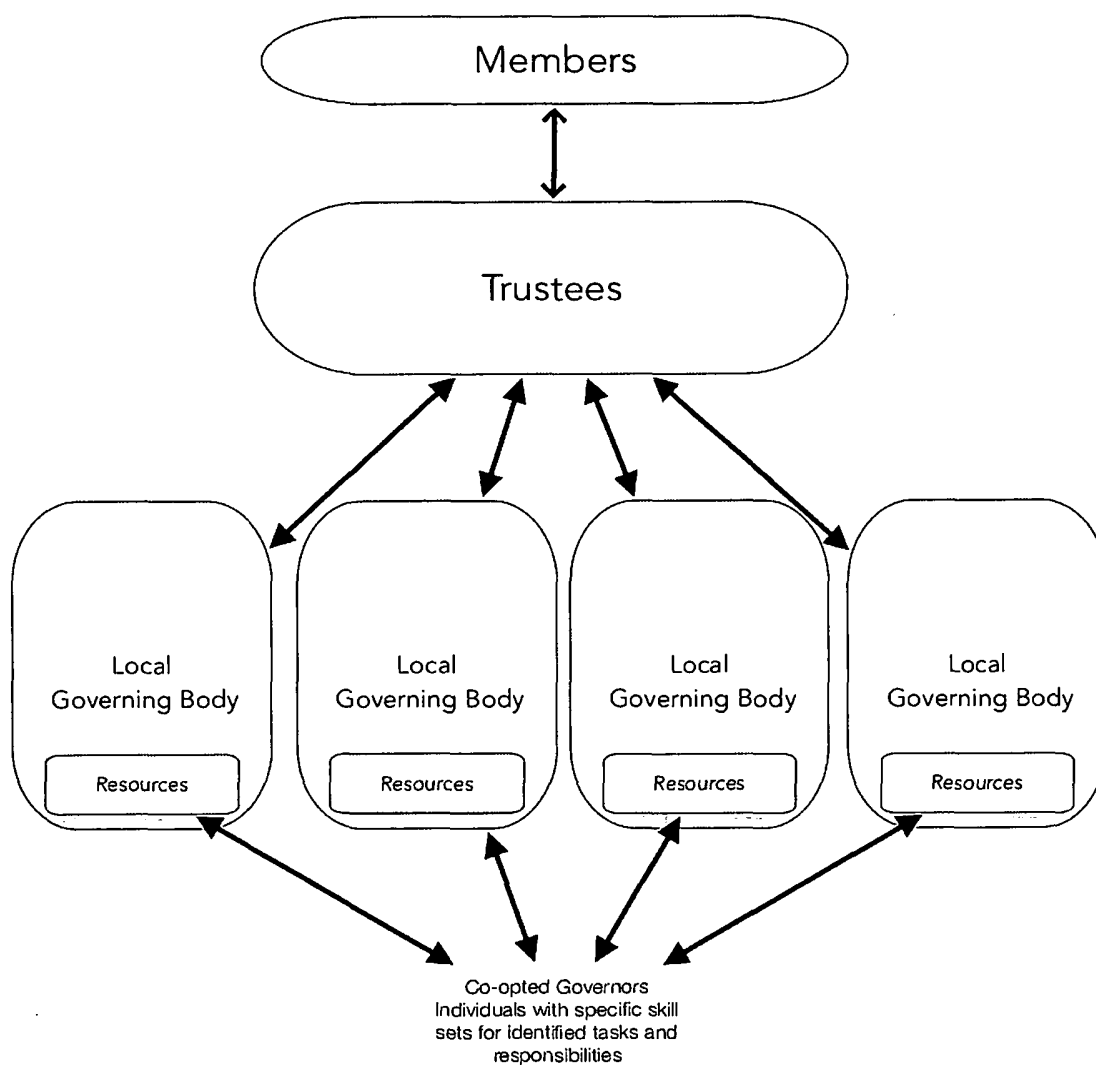 Members
Trustees
Local
Governing Body
Resources
Local
Governing Body
Resources
Local
Governing Body
Resources
Local
Governing Body
Resources
Co-opted Governors
Individuals with specific skill
sets for identified tasks and
responsibilities